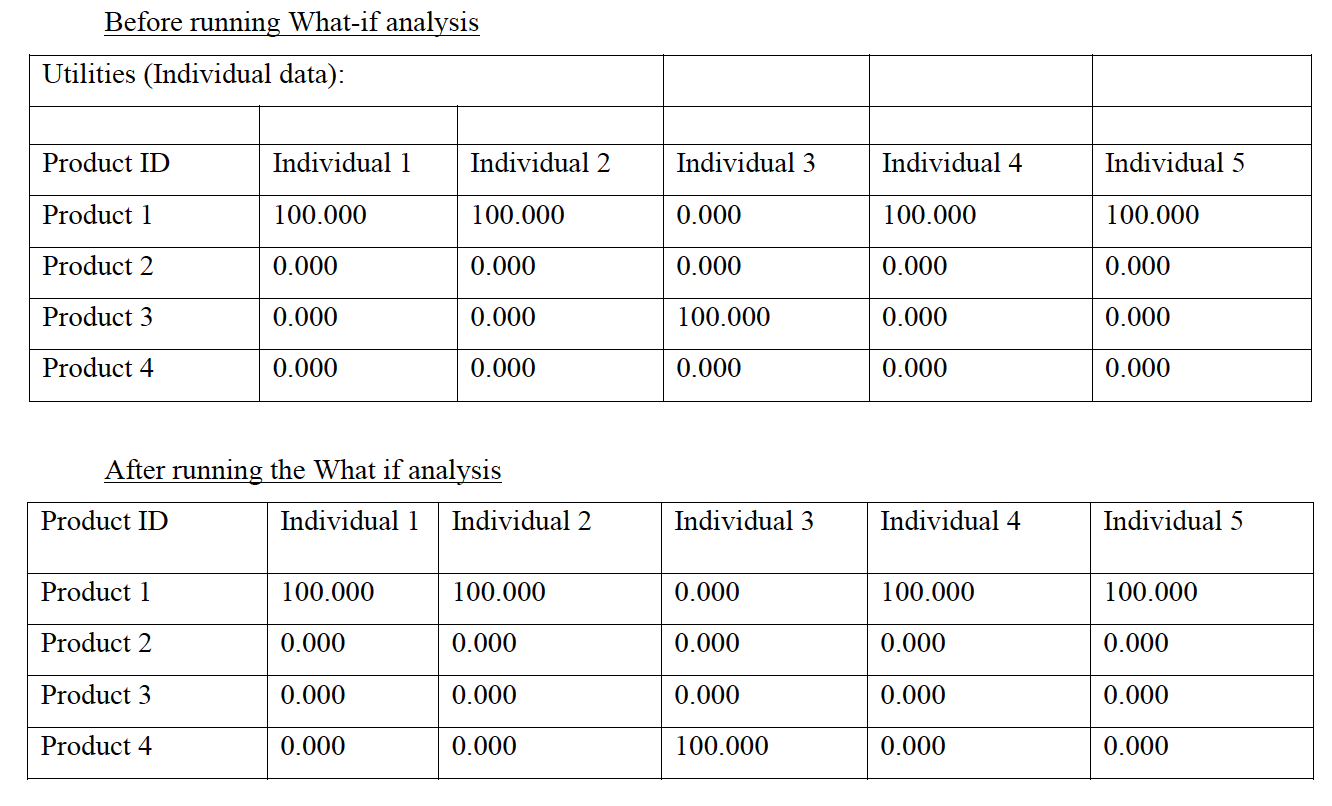 Before running What-if analysis
Utilities (Individual data):
Product ID Individual 1 Individual 2 Individual 3 Individual 4 Individual 5
Product 1 100.000 100.000 0.000 100.000 100.000
Product 2 0.000 0.000 0.000 0.000 0.000
Product 3 0.000 0.000 100.000 0.000 0.000
Product 4 0.000 0.000 0.000 0.000 0.000
After running the What if analysis
Product ID Individual 1 Individual 2 Individual 3 Individual 4 Individual 5
Product 1 100.000 100.000 0.000 100.000 100.000
Product 2 0.000 0.000 0.000 0.000 0.000
Product 3 0.000 0.000 0.000 0.000 0.000
Product 4 0.000 0.000 100.000 0.000 0.000